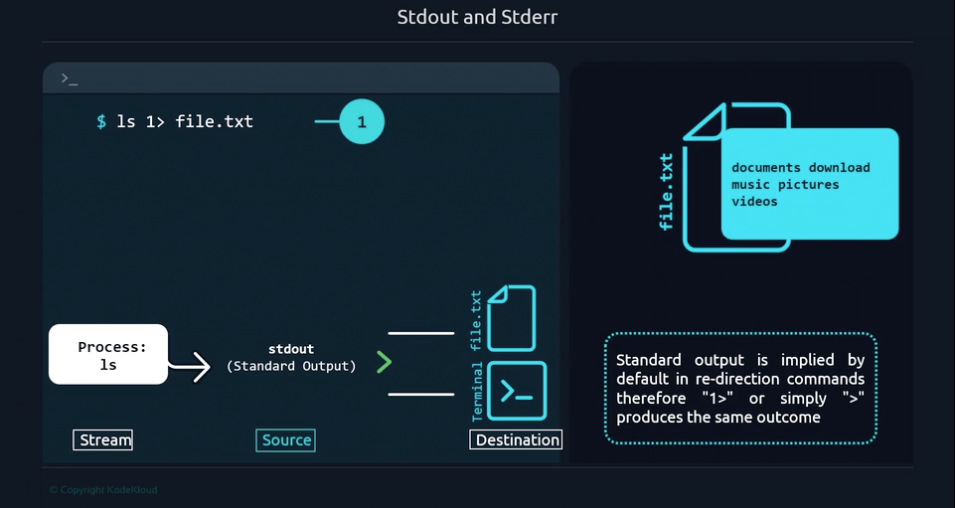 Stdout and Stderr
>_
$ ls 1> file.txt
1
file.txt
documents download
music pictures
videos
Process:
ls
stdout
(Standard Output)
>
file.txt
Terminal
>_
Stream
Source
Destination
Standard output is implied by
default in re-direction commands
therefore "1>" or simply ">"
produces the same outcome
© Copyright KodeKloud